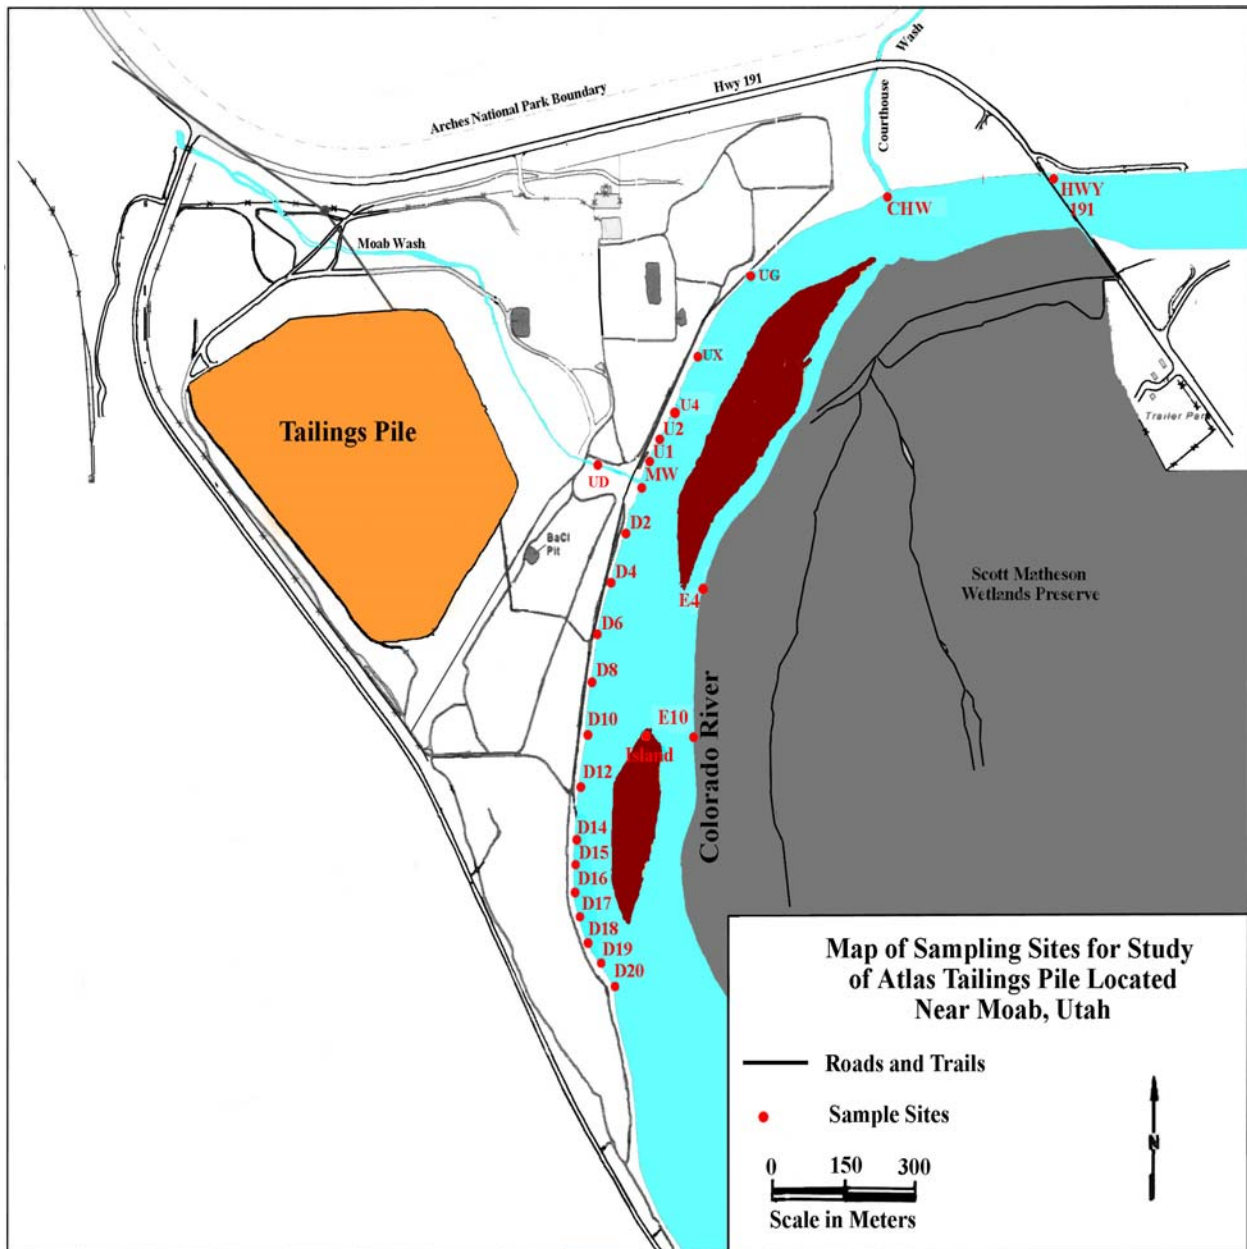 Wash
Courthouse
Hwy 191
Arches National Park Boundary
HWY
191
CHW
Moab Wash
UG
UX
U4
U2
U1
MW
UD
Tailings Pile
Trailer Park
D2
BaCl
Pit
D4
E4
Scott Matheson
Wetlands Preserve
D6
D8
D10
E10
Island
Colorado River
D12
D14
D15
D16
D17
D18
D19
D20
Map of Sampling Sites for Study
of Atlas Tailings Pile Located
Near Moab, Utah
Roads and Trails
Sample Sites
N
0 150 300
Scale in Meters